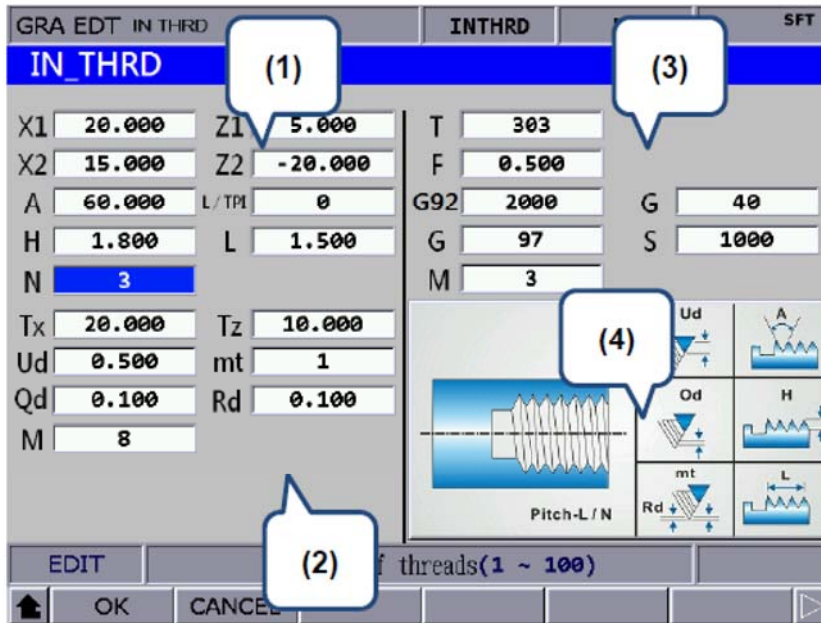 GRA EDT IN THRD INTHRD SFT
IN_THRD
(1)
(3)
X1 20.000 Z1 5.000
X2 15.000 Z2 -20.000
A 60.000 L/TPI 0
H 1.800 L 1.500
N 3
Tx 20.000 Tz 10.000
Ud 0.500 mt 1
Qd 0.100 Rd 0.100
M 8
T 303
F 0.500
G92 2000 G 40
G 97 S 1000
M 3
(4)
Ud A
Od H
mt L
Rd
Pitch-L/N
(2)
EDIT threads(1 ~ 100)
OK CANCEL